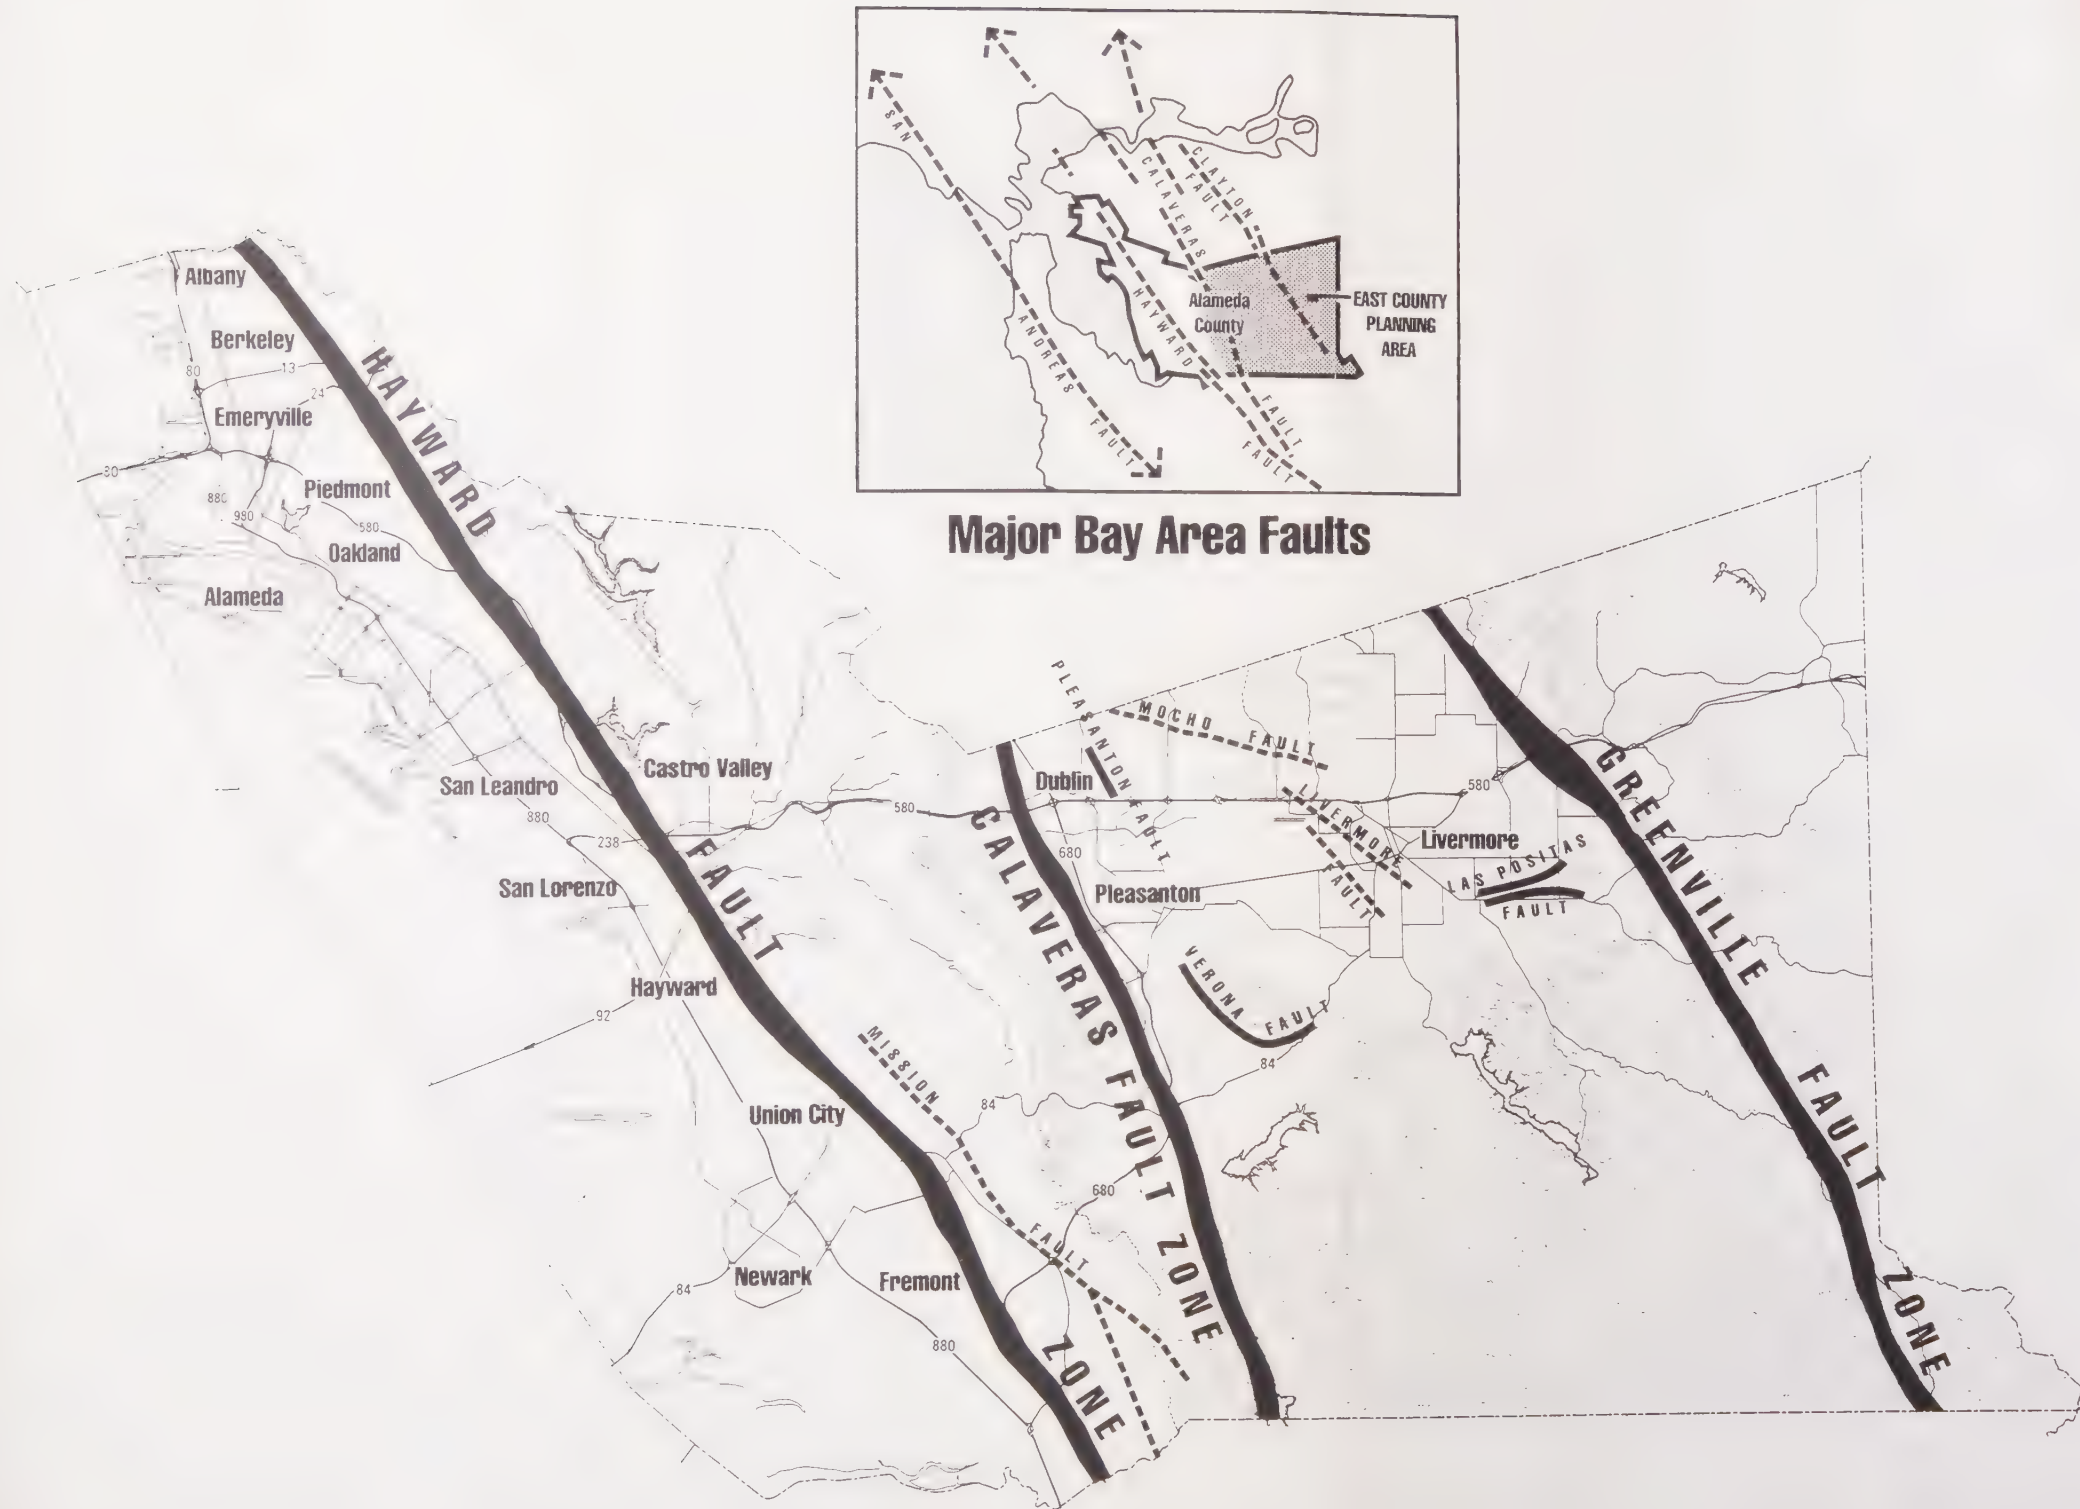 SAN
ANDREAS
FAULT
HAYWARD
FAULT
CALAVERAS
FAULT
CLAYTON
FAULT
Alameda
County
EAST COUNTY
PLANNING
AREA
Major Bay Area Faults
Albany
Berkeley
80
13
24
Emeryville
80
Piedmont
880
980
580
Oakland
Alameda
HAYWARD
FAULT
ZONE
San Leandro
Castro Valley
880
238
580
San Lorenzo
Hayward
92
Union City
MISSION
FAULT
84
680
Newark
84
Fremont
880
PLEASANTON FAULT
MOCHO
FAULT
Dublin
680
Pleasanton
CALAVERAS FAULT ZONE
LIVERMORE
FAULT
580
Livermore
LAS POSITAS
FAULT
VERONA FAULT
84
GREENVILLE
FAULT
ZONE